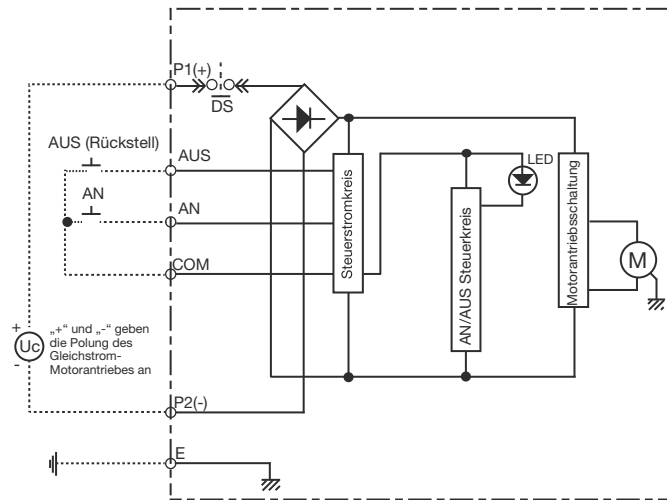 P1(+)
DS
AUS (Rückstell)
AUS
LED
AN
AN
COM
Steuerstromkreis
AN/AUS Steuerkreis
Motorantriebsschaltung
M
+
Uc
-
„+“ und „-“ geben
die Polung des
Gleichstrom-
Motorantriebes an
P2(-)
E